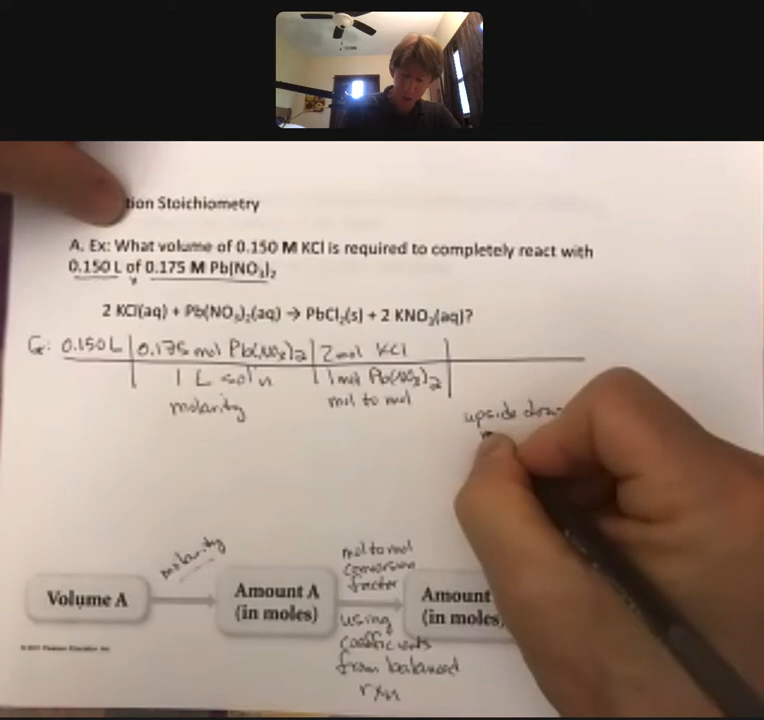 tion Stoichiometry
A. Ex: What volume of 0.150 M KCl is required to completely react with
0.150 L of 0.175 M Pb(NO₃)₂
2 KCl(aq) + Pb(NO₃)₂(aq) → PbCl₂(s) + 2 KNO₃(aq)?
G: 0.150L | 0.175 mol Pb(NO₃)₂ | 2 mol KCl
1 L sol'n | 1 mol Pb(NO₃)₂
molarity mol to mol
upside down
molarity
mol to mol
conversion
factor
Volume A
Amount A
(in moles)
Amount
(in moles)
using
coefficients
from balanced
rxn